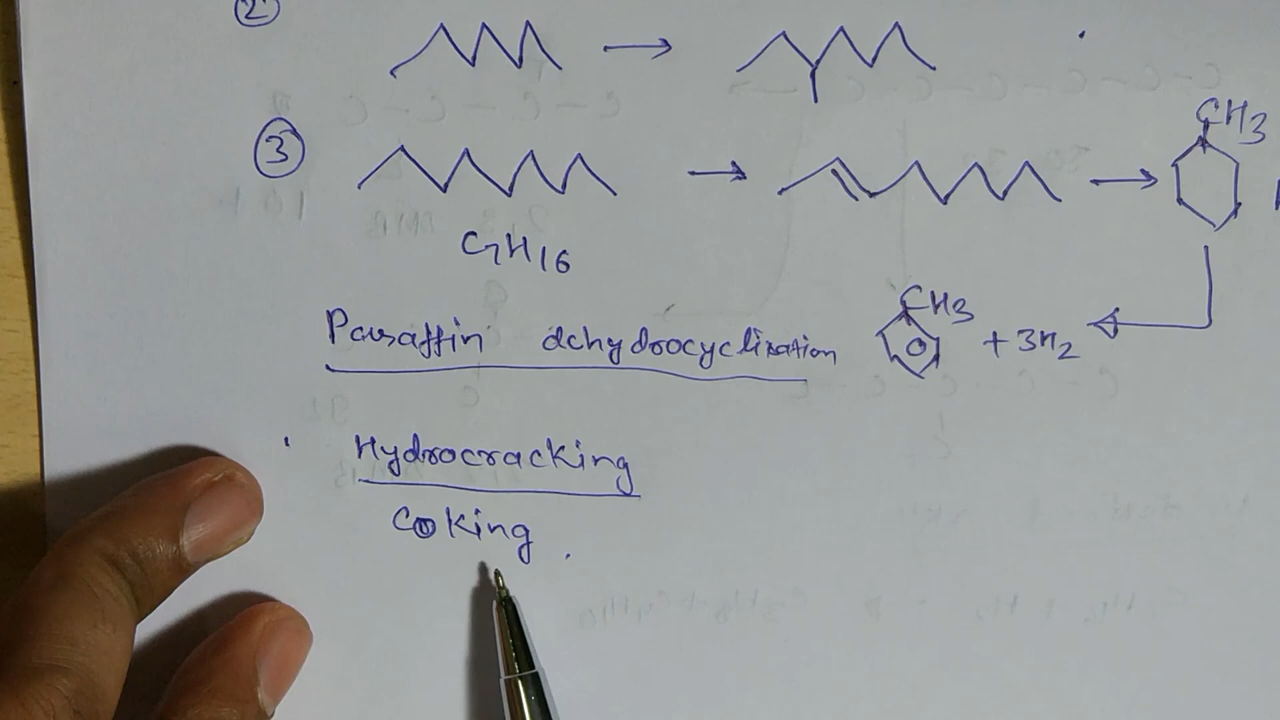 2
CH3
3
C7H16
CH3
Paraffin dehydrocyclization + 3H2
Hydrocracking
Coking.